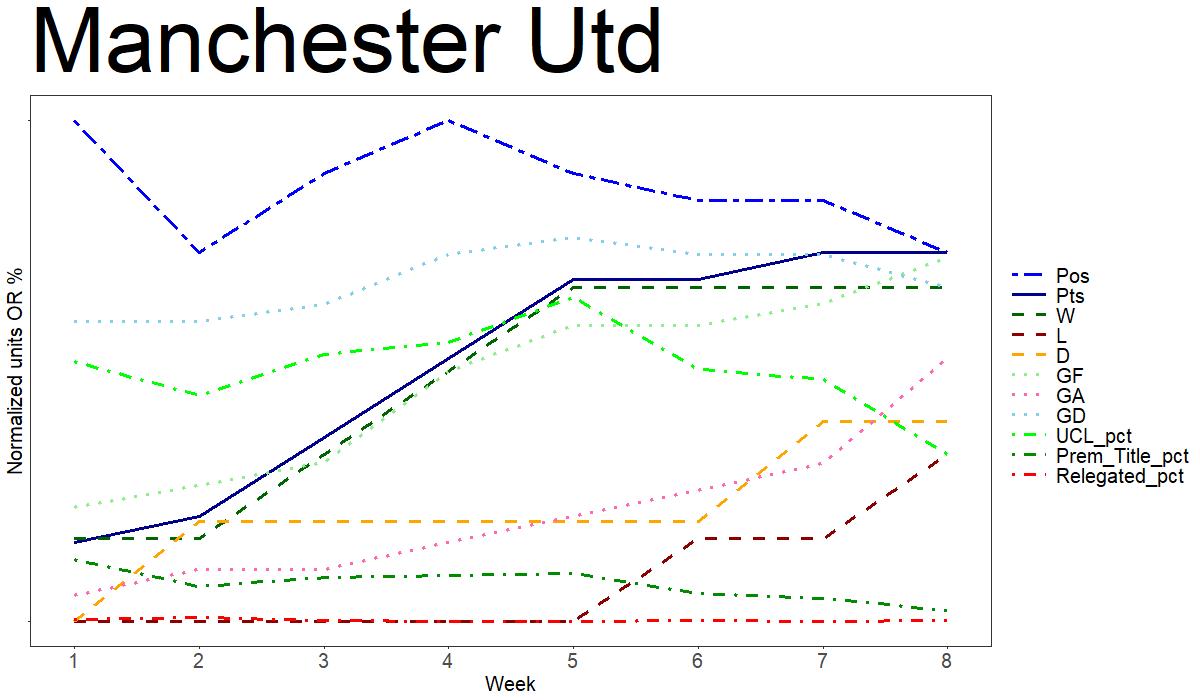 Manchester Utd
Normalized units OR %
Pos
Pts
W
L
D
GF
GA
GD
UCL_pct
Prem_Title_pct
Relegated_pct
1 2 3 4 5 6 7 8
Week